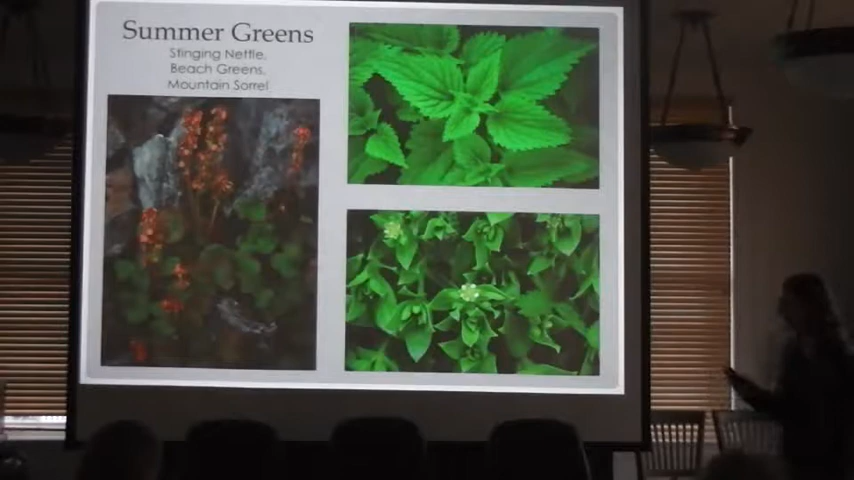 Summer Greens
Stinging Nettle,
Beach Greens,
Mountain Sorrel